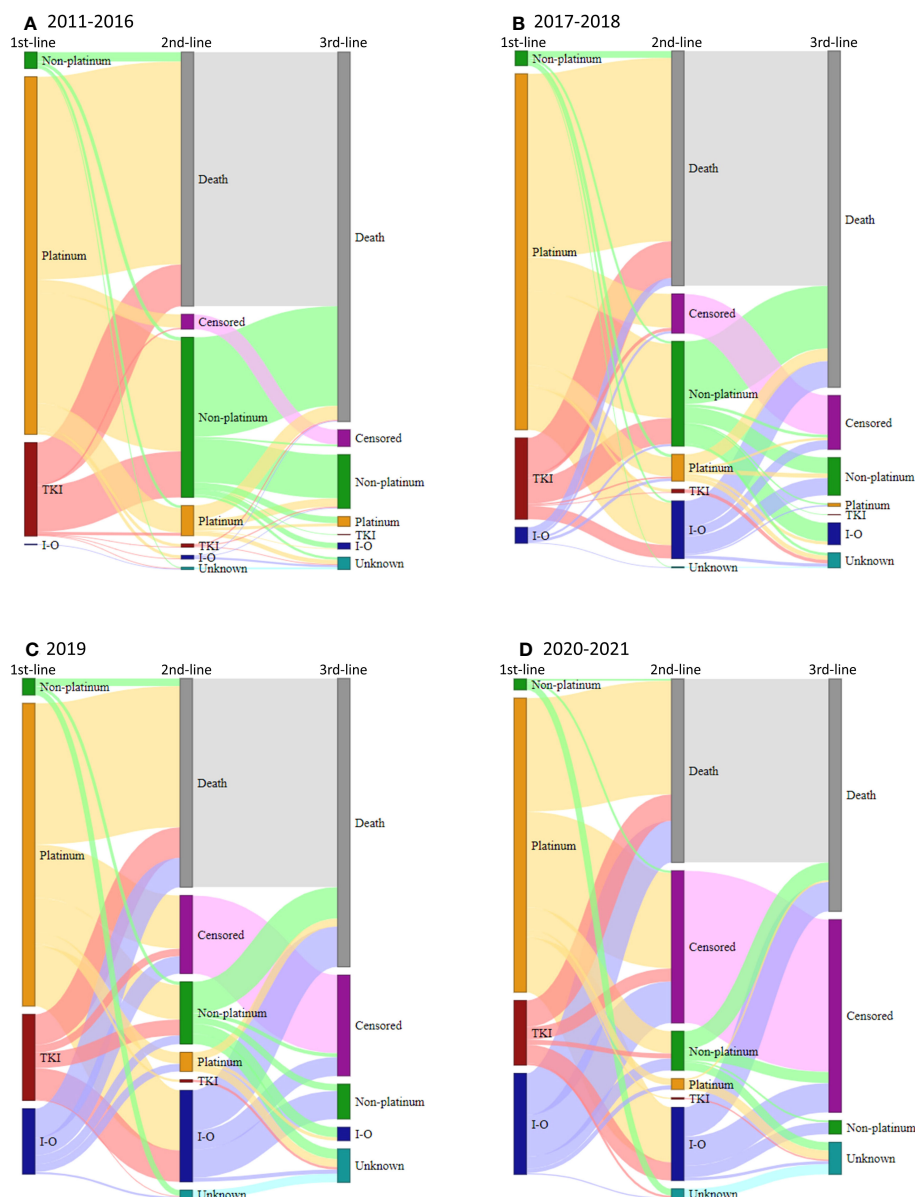 A 2011-2016
1st-line 2nd-line 3rd-line
Non-platinum
Death
Death
Platinum
Censored
Non-platinum
Censored
TKI
Non-platinum
Platinum
Platinum
TKI
TKI
I-O
I-O
I-O
Unknown
Unknown
B 2017-2018
1st-line 2nd-line 3rd-line
Non-platinum
Death
Death
Platinum
Censored
Non-platinum
Censored
Platinum
Non-platinum
TKI
TKI
Platinum
TKI
I-O
I-O
I-O
Unknown
Unknown
C 2019
1st-line 2nd-line 3rd-line
Non-platinum
Death
Death
Platinum
Censored
Non-platinum
Censored
TKI
Platinum
TKI
Non-platinum
I-O
I-O
I-O
Unknown
Unknown
D 2020-2021
1st-line 2nd-line 3rd-line
Non-platinum
Death
Death
Platinum
Censored
Censored
TKI
Non-platinum
Platinum
TKI
I-O
I-O
Non-platinum
Unknown
Unknown